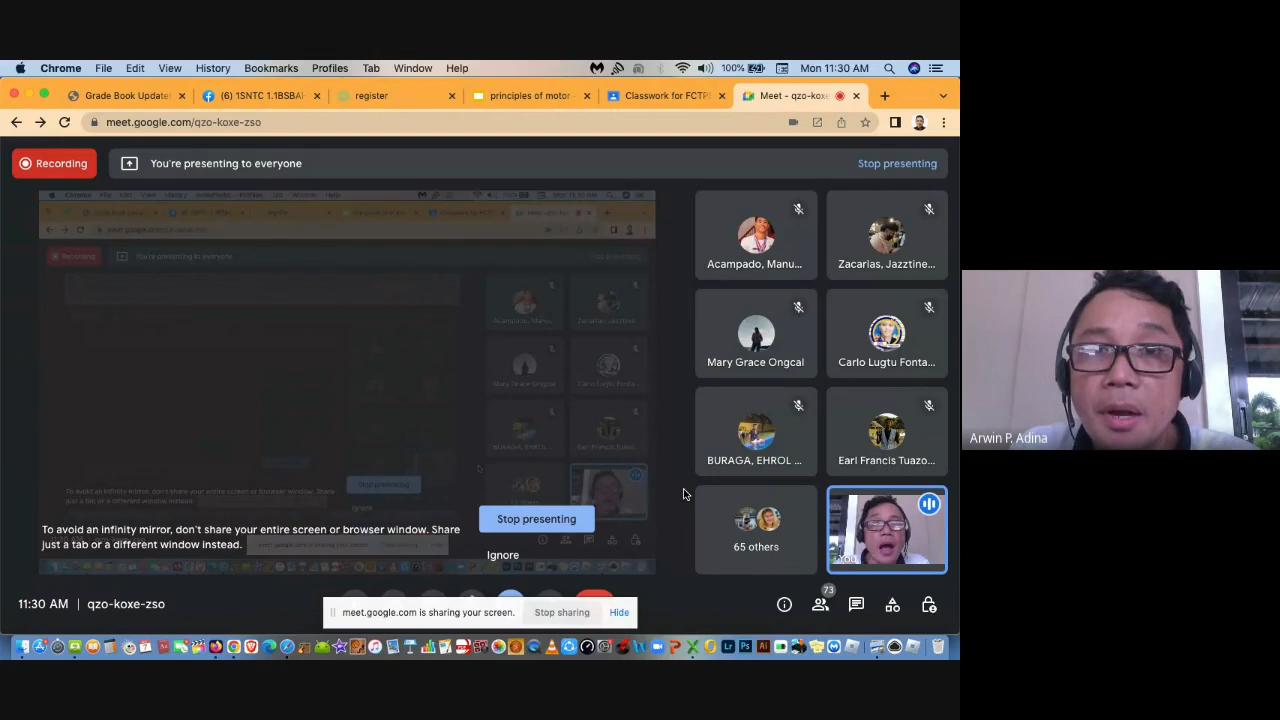 Chrome File Edit View History Bookmarks Profiles Tab Window Help 100% Mon 11:30 AM
Grade Book Update (6) 1SNTC 1.1BSBA register principles of motor Classwork for FCTP Meet - qzo-koxe
meet.google.com/qzo-koxe-zso
Recording You're presenting to everyone Stop presenting
Acampado, Manu... Zacarias, Jazztine...
Mary Grace Ongcal Carlo Lugtu Fonta...
Arwin P, Adina
BURAGA, EHROL ... Earl Francis Tuazo...
To avoid an infinity mirror, don't share your entire screen or browser window. Share
just a tab or a different window instead.
Stop presenting
Ignore
65 others
You
11:30 AM | qzo-koxe-zso
73
meet.google.com is sharing your screen. Stop sharing Hide